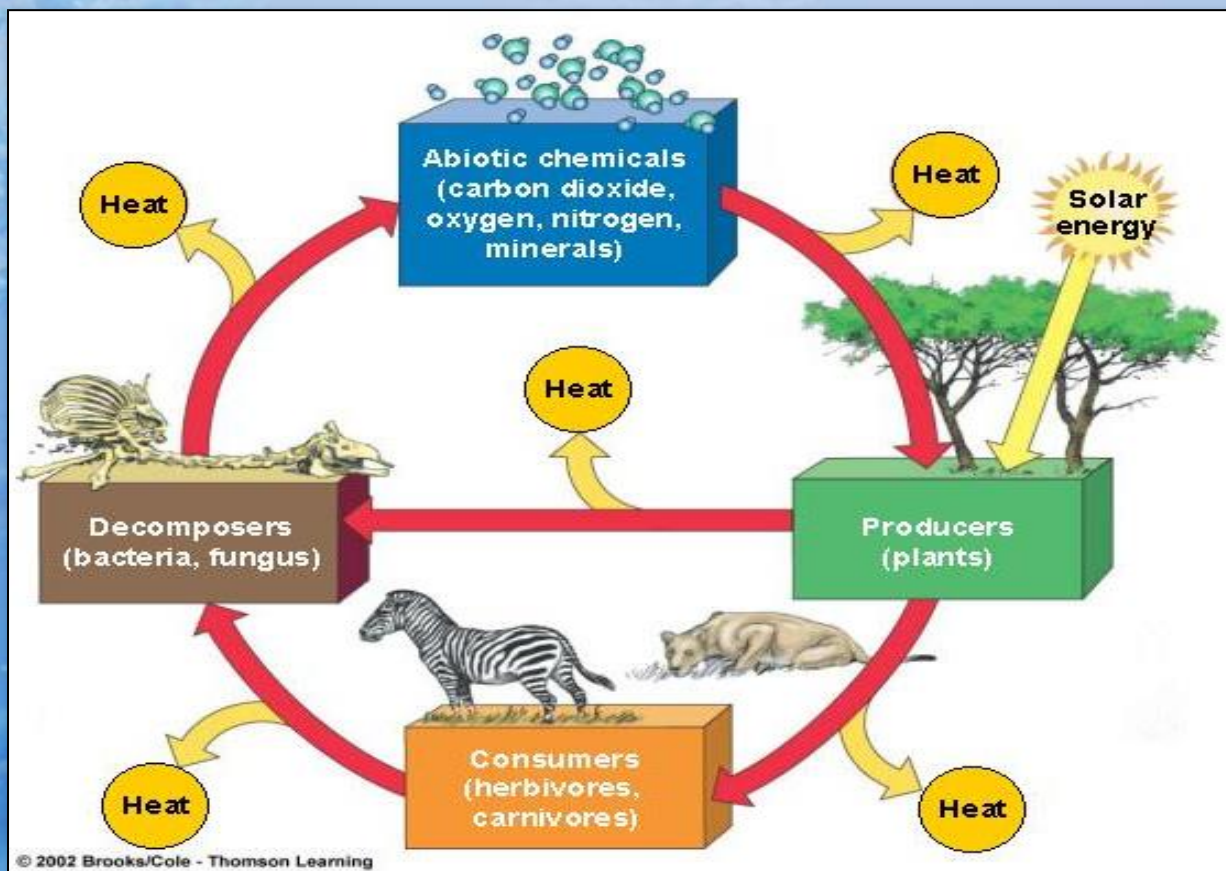 Abiotic chemicals
(carbon dioxide,
oxygen, nitrogen,
minerals)
Heat
Heat
Solar
energy
Heat
Decomposers
(bacteria, fungus)
Producers
(plants)
Consumers
(herbivores,
carnivores)
Heat
Heat
© 2002 Brooks/Cole - Thomson Learning